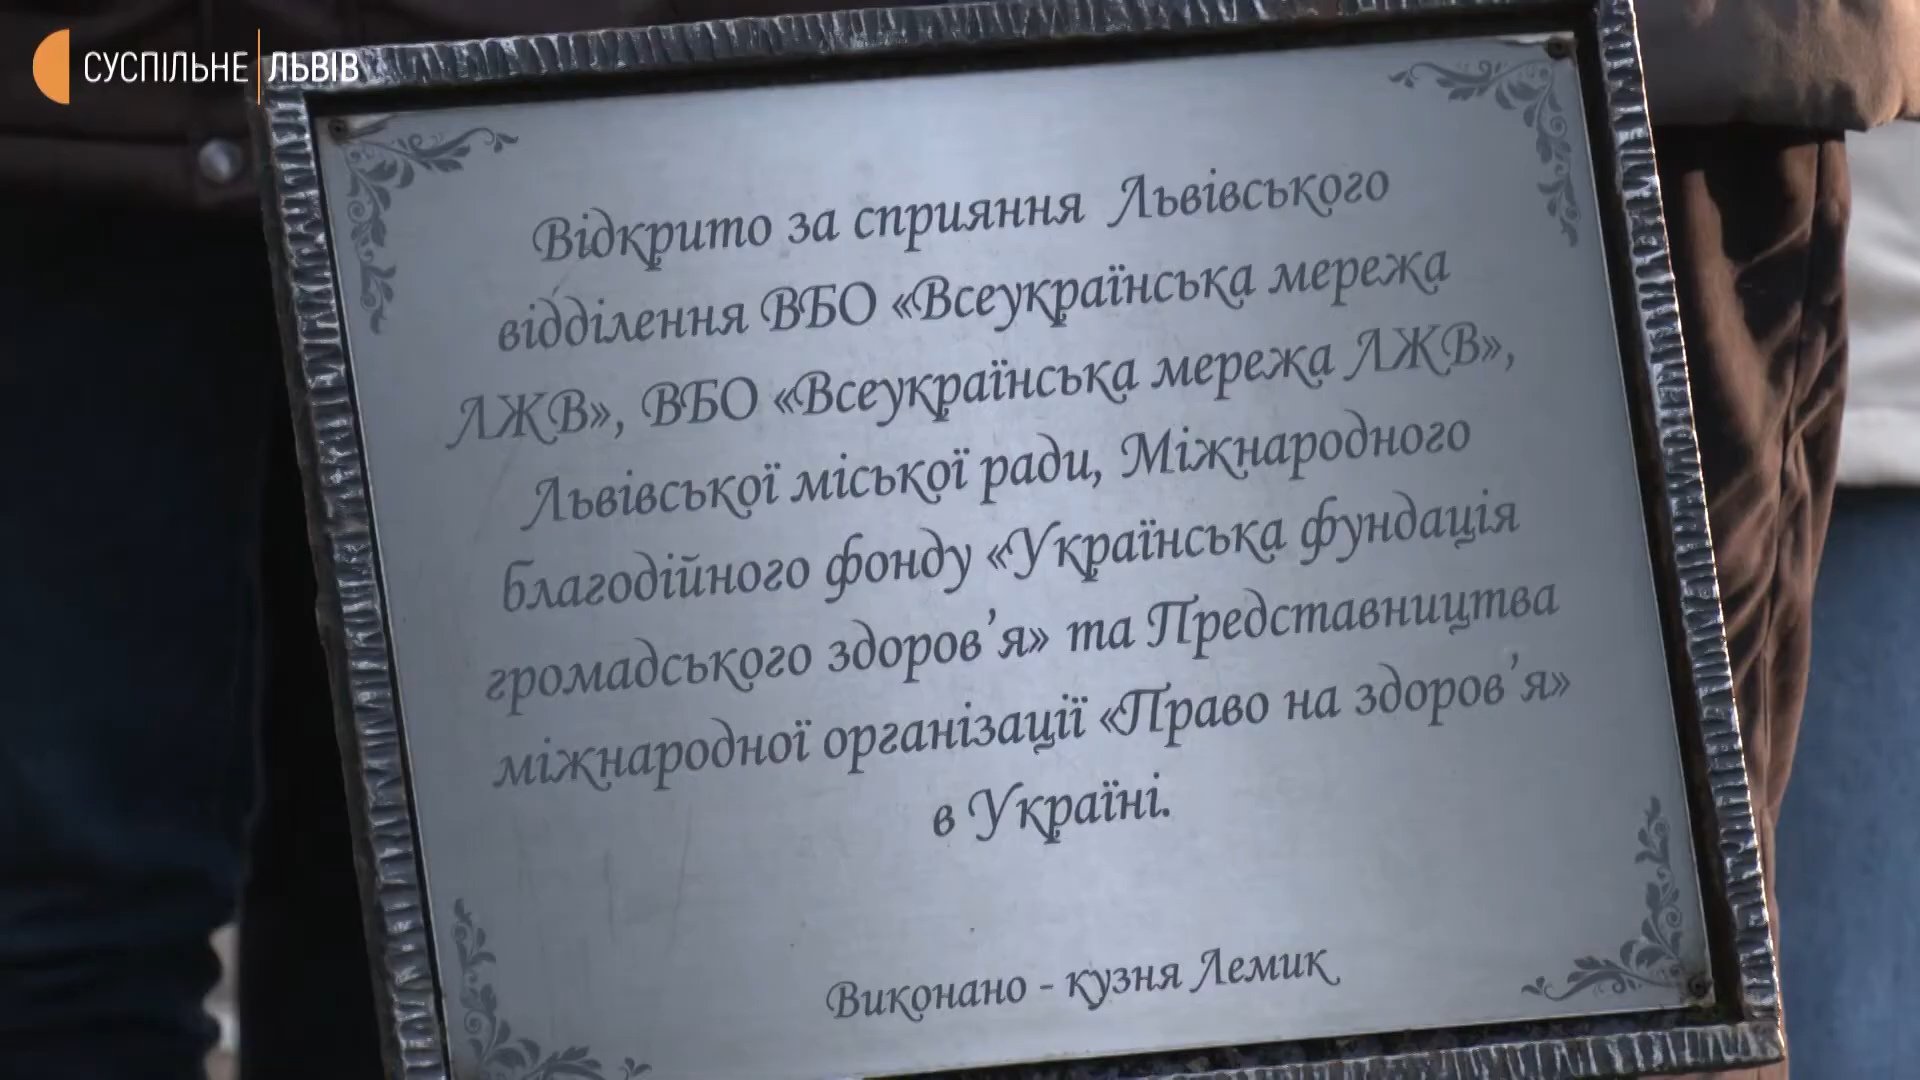 СУСПІЛЬНЕ ЛЬВІВ
Відкрито за сприяння Львівського
відділення ВБО «Всеукраїнська мережа
ЛЖВ», ВБО «Всеукраїнська мережа ЛЖВ»,
Львівської міської ради, Міжнародного
благодійного фонду «Українська фундація
громадського здоров’я» та Представництва
міжнародної організації «Право на здоров’я»
в Україні.
Виконано - кузня Лемик